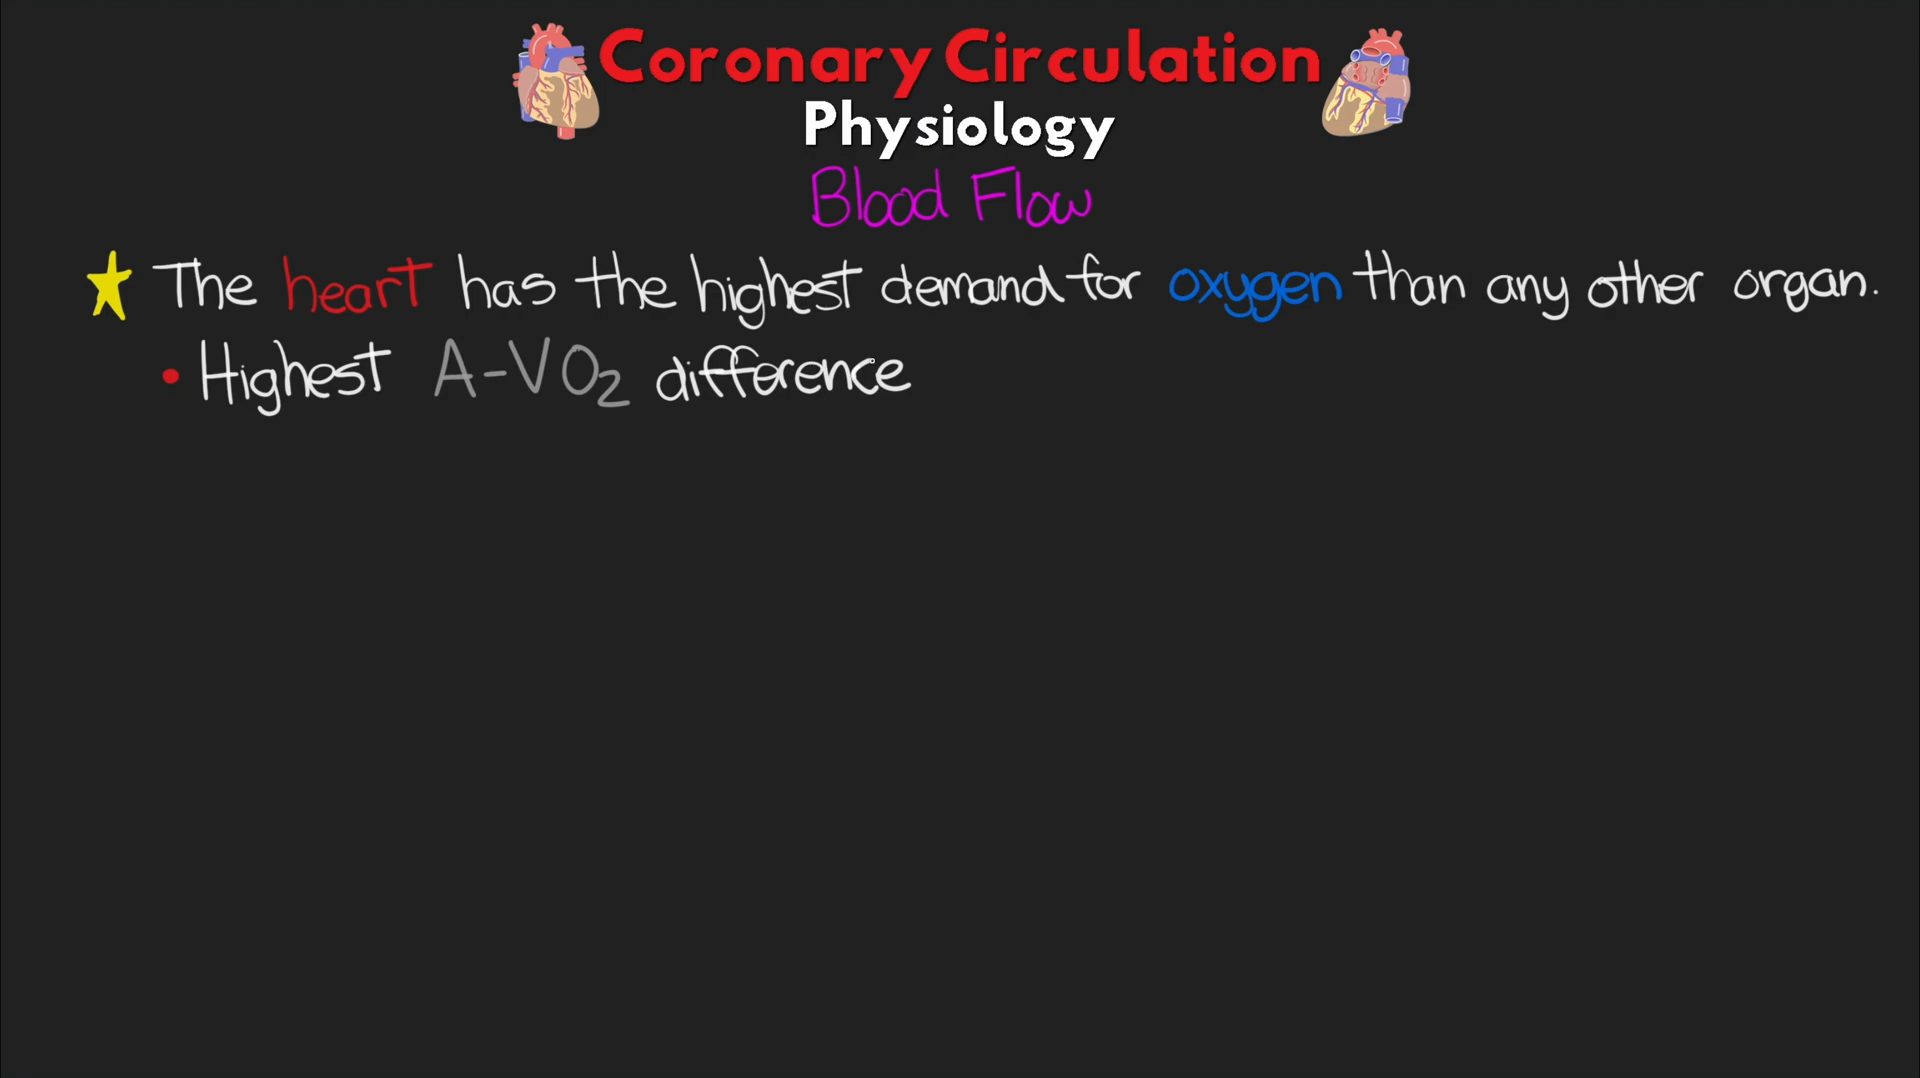 Coronary Circulation
Physiology
Blood Flow
The heart has the highest demand for oxygen than any other organ.
• Highest A-VO₂ difference